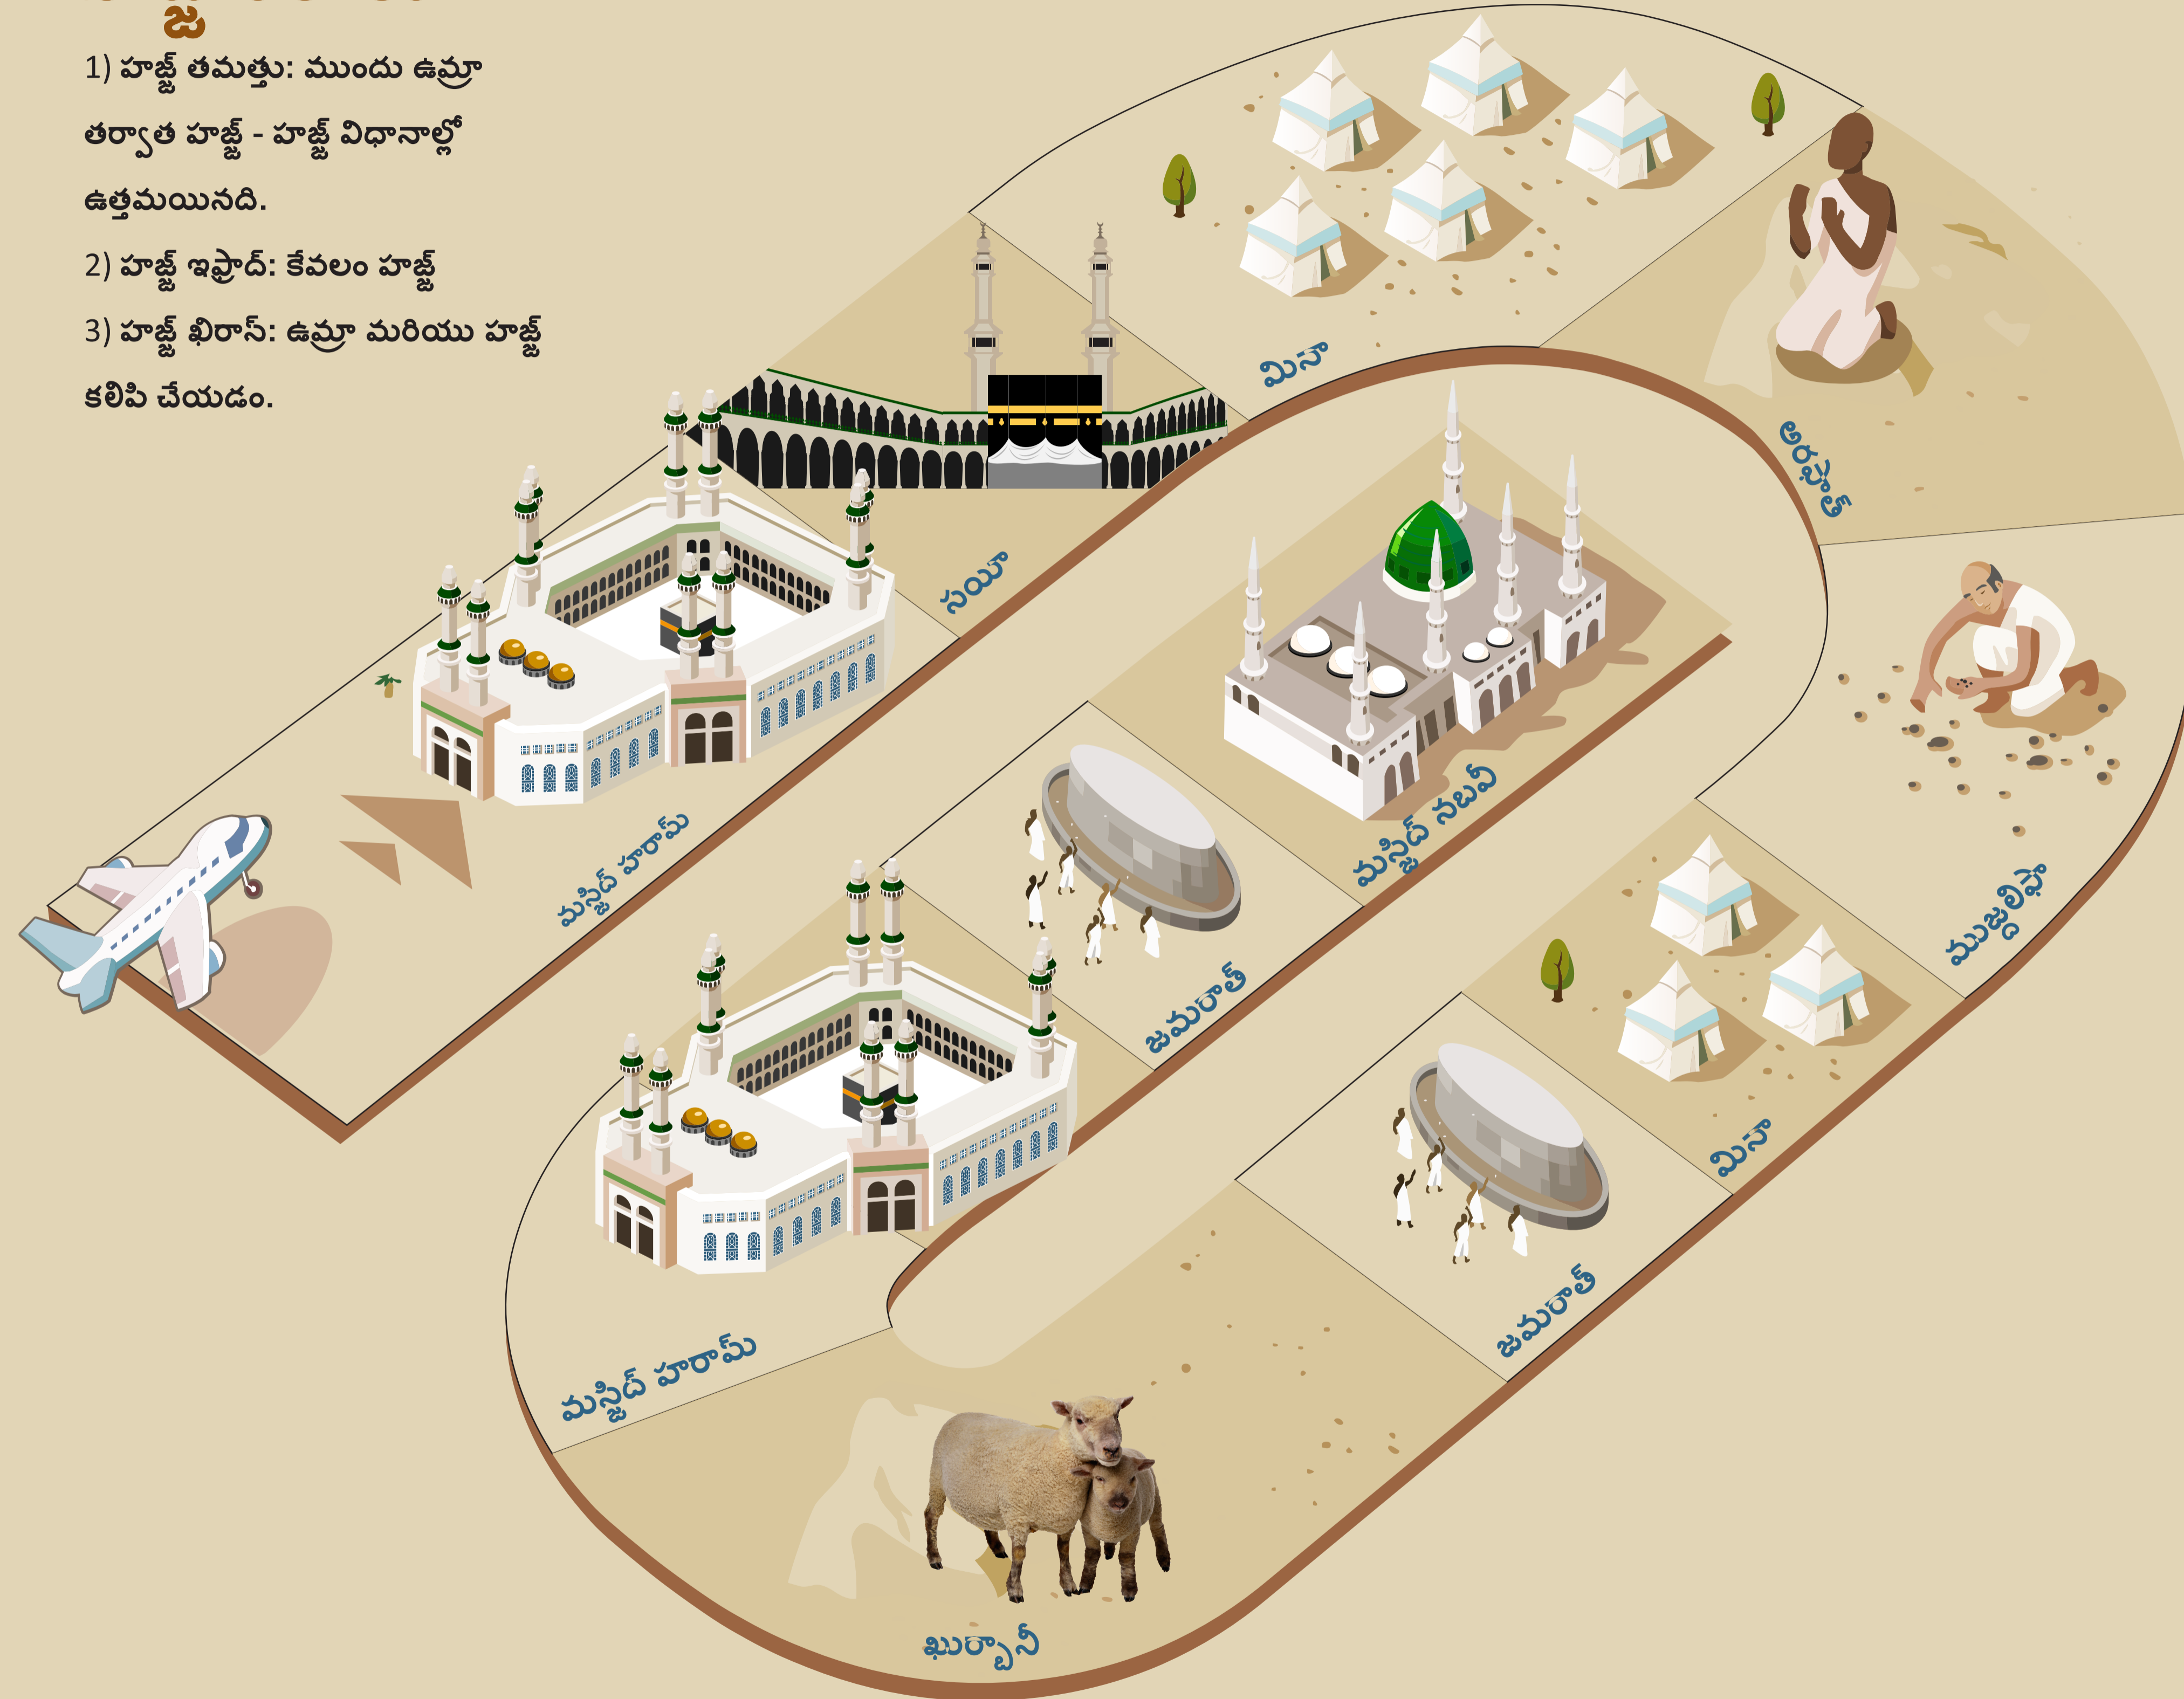 1) హజ్జ్ తమత్తు: ముందు ఉమ్రా
తర్వాత హజ్జ్ - హజ్జ్ విధానాల్లో
ఉత్తమయినది.
2) హజ్జ్ ఇఫ్రాద్: కేవలం హజ్జ్
3) హజ్జ్ ఖిరాన్: ఉమ్రా మరియు హజ్జ్
కలిపి చేయడం.
మినా
అరఫాత్
సయీ
మస్జిద్ హరామ్
మస్జిద్ నబవీ
ముజ్దలిఫా
జమరాత్
మినా
జమరాత్
మస్జిద్ హరామ్
ఖుర్బానీ